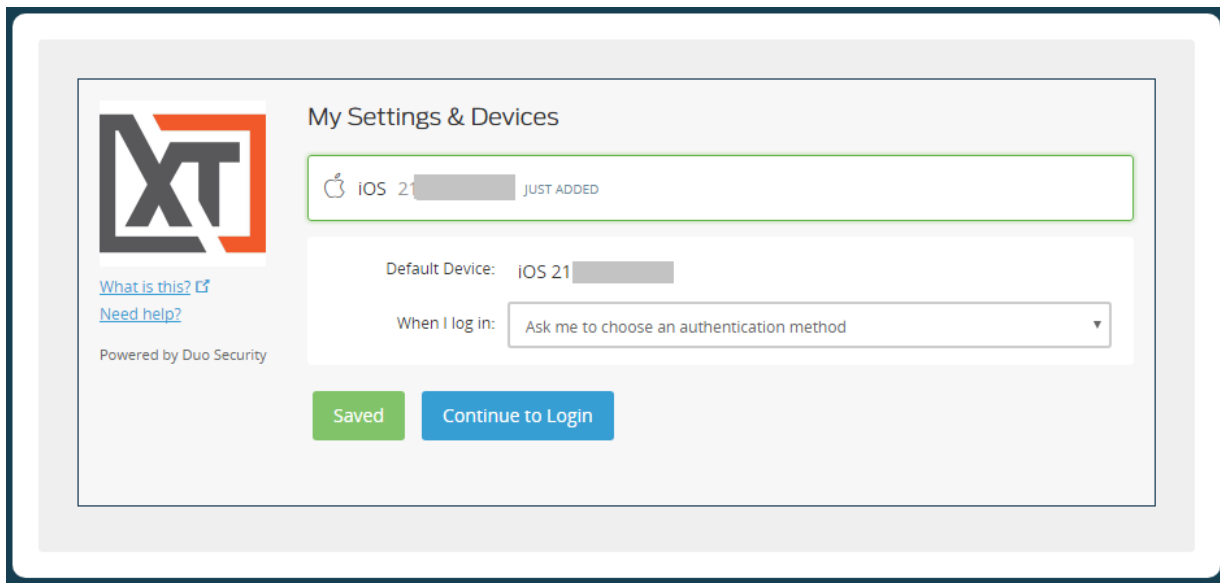 XT
My Settings & Devices
iOS 21 JUST ADDED
What is this?
Need help?
Powered by Duo Security
Default Device: iOS 21
When I log in: Ask me to choose an authentication method
Saved Continue to Login